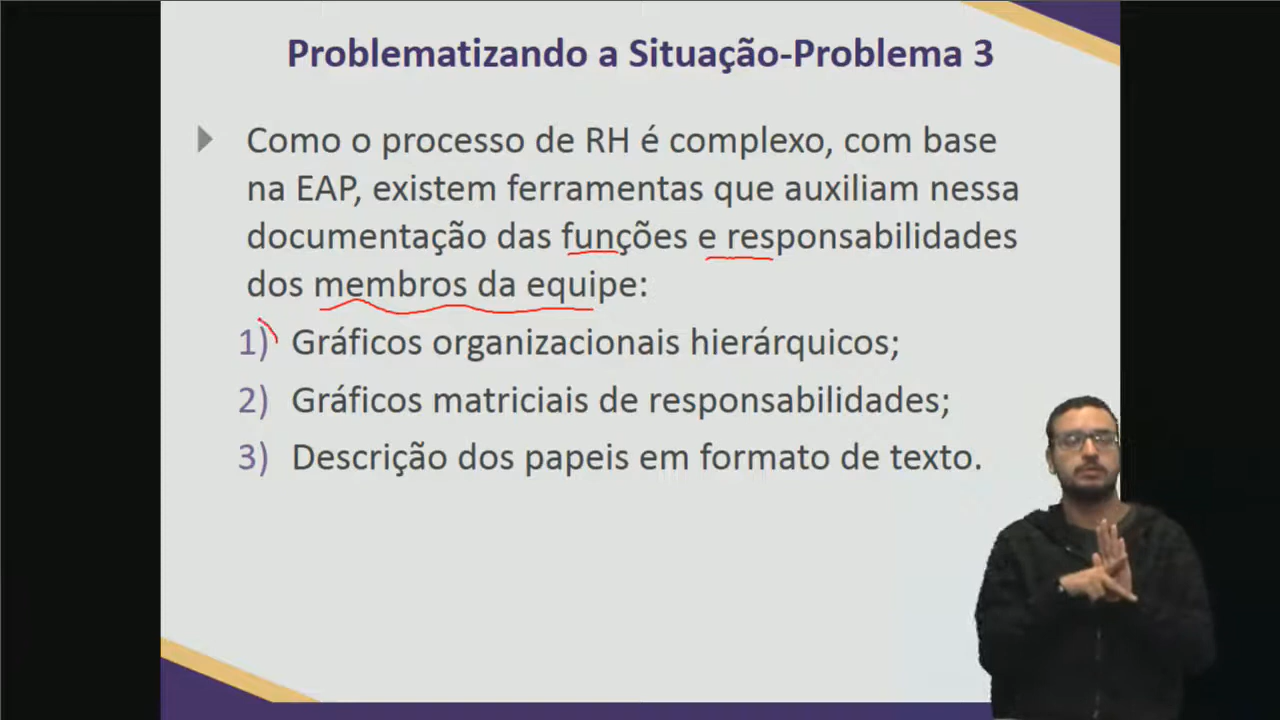 Problematizando a Situação-Problema 3
Como o processo de RH é complexo, com base
na EAP, existem ferramentas que auxiliam nessa
documentação das funções e responsabilidades
dos membros da equipe:
1) Gráficos organizacionais hierárquicos;
2) Gráficos matriciais de responsabilidades;
3) Descrição dos papeis em formato de texto.